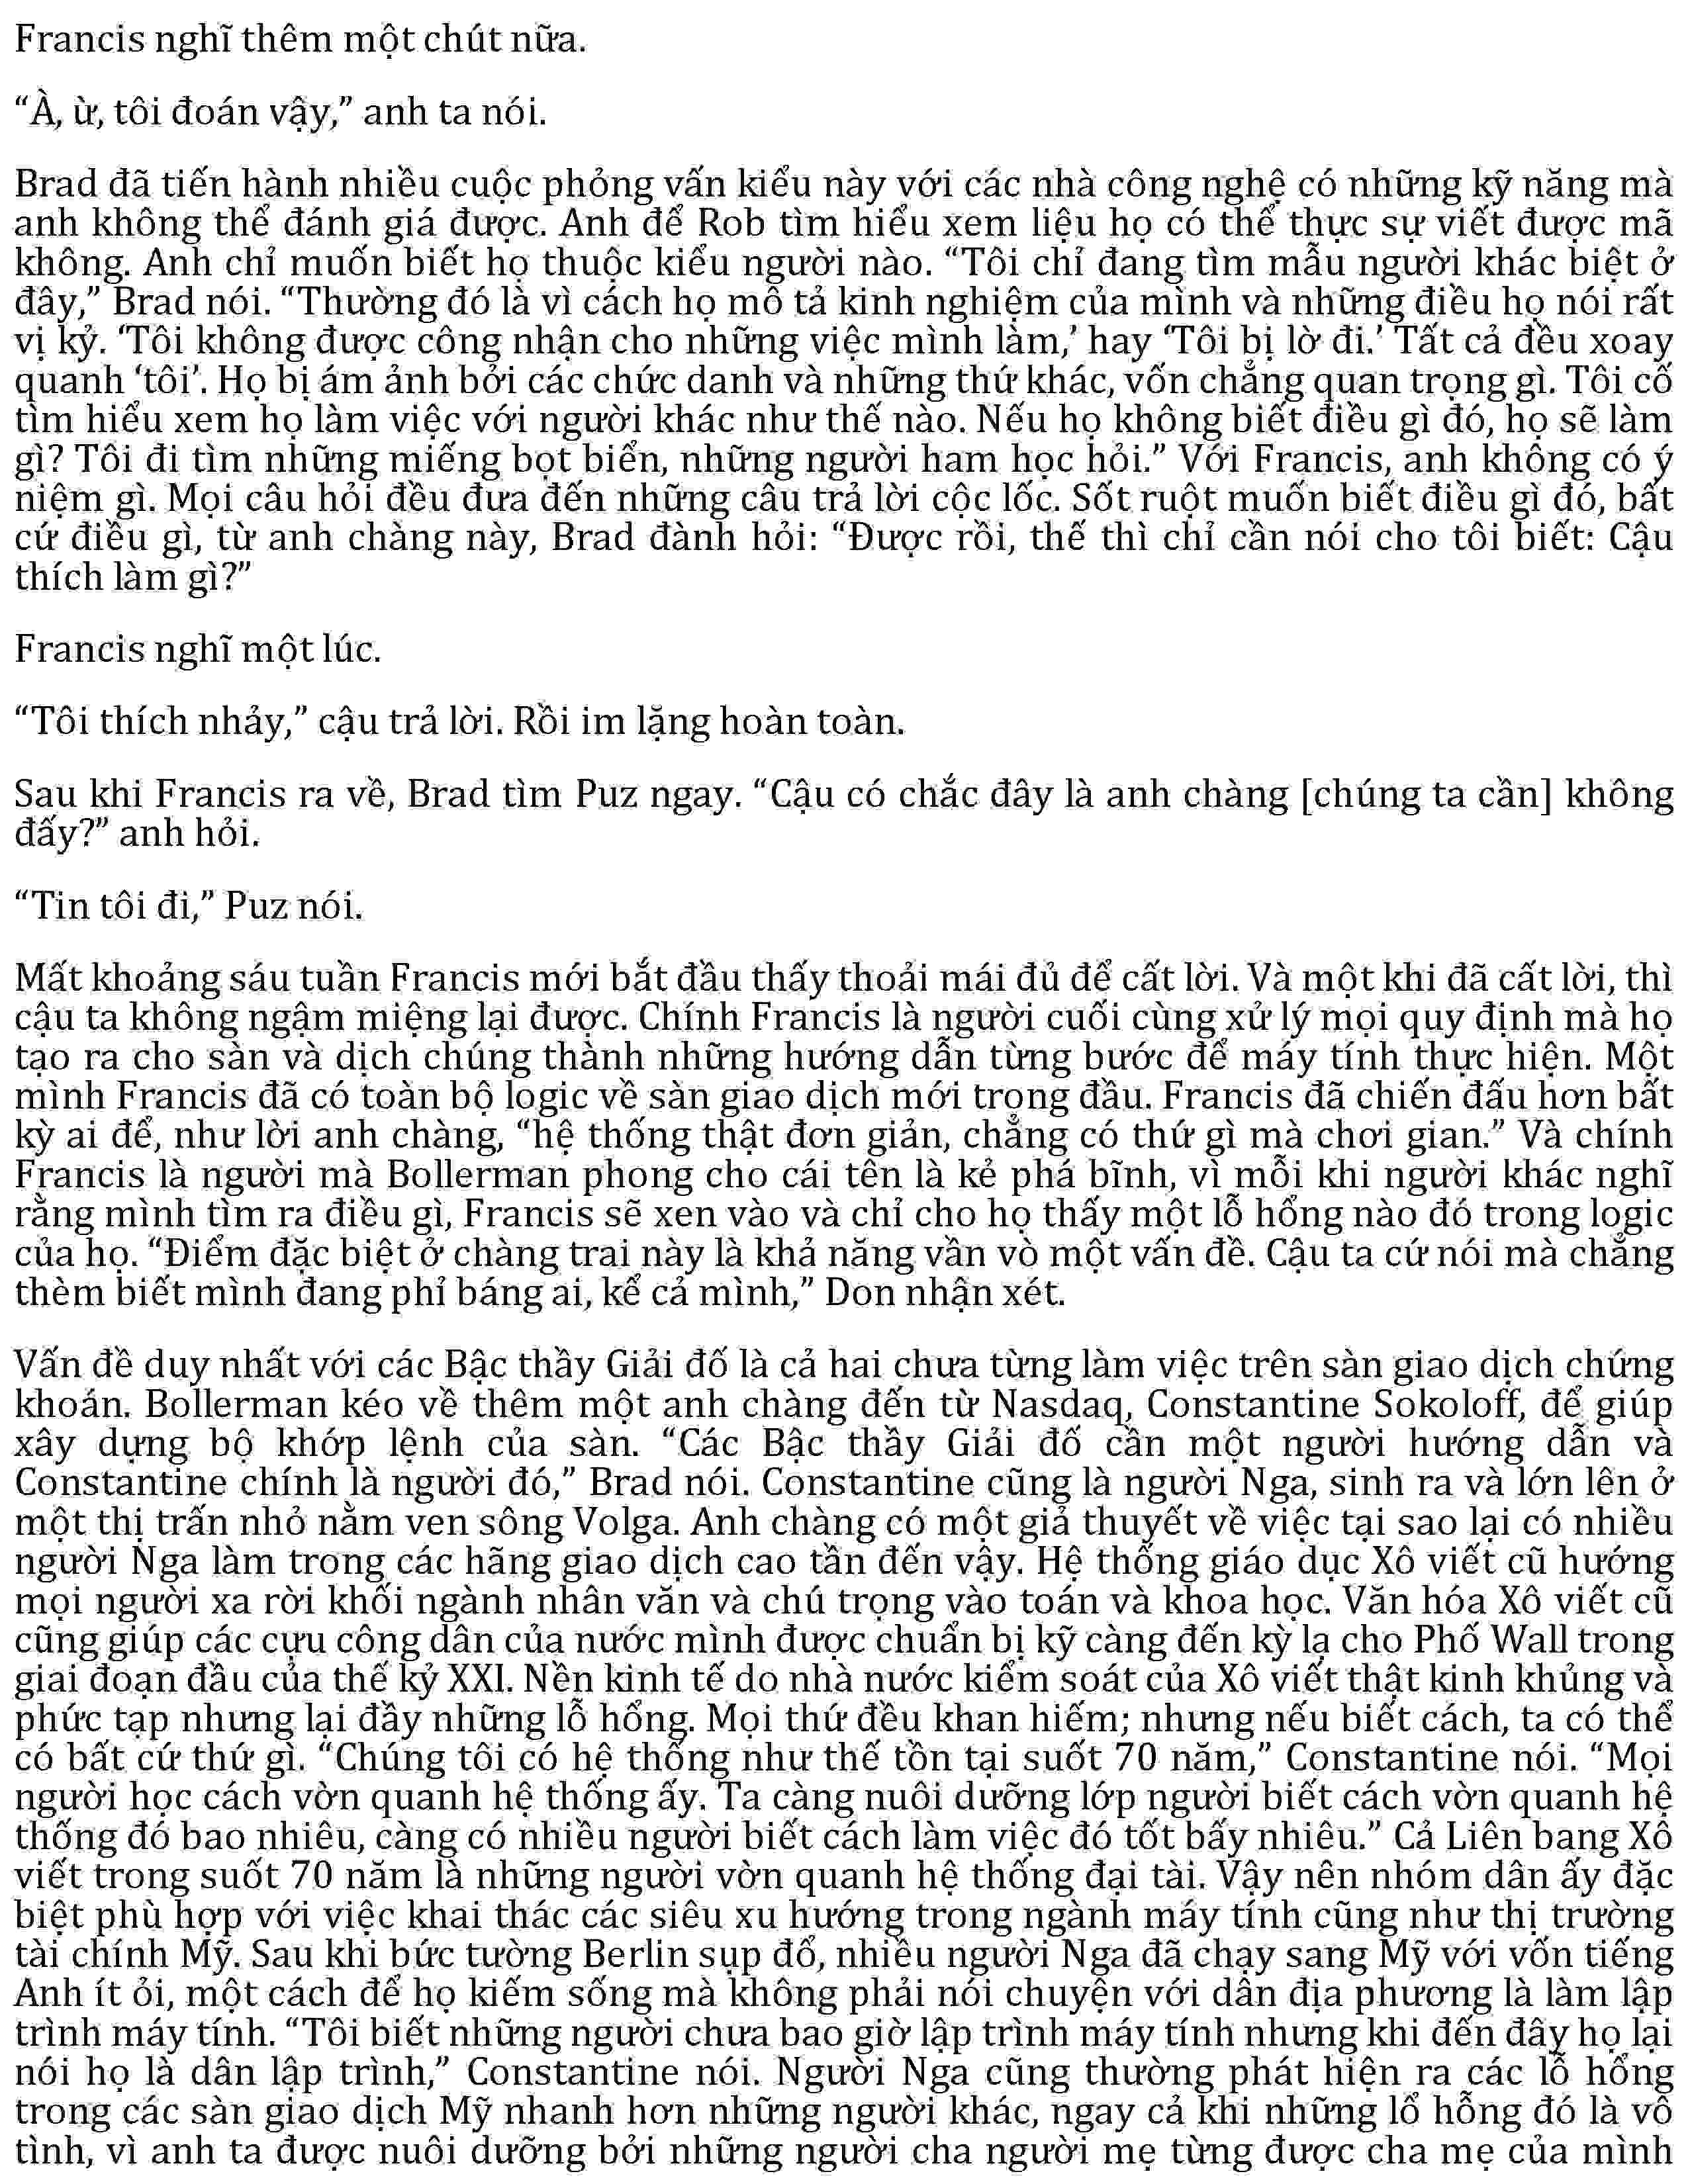 Francis nghĩ thêm một chút nữa.
“À, ừ, tôi đoán vậy,” anh ta nói.
Brad đã tiến hành nhiều cuộc phỏng vấn kiểu này với các nhà công nghệ có những kỹ năng mà
anh không thể đánh giá được. Anh để Rob tìm hiểu xem liệu họ có thể thực sự viết được mã
không. Anh chỉ muốn biết họ thuộc kiểu người nào. “Tôi chỉ đang tìm mẫu người khác biệt ở
đây,” Brad nói. “Thường đó là vì cách họ mô tả kinh nghiệm của mình và những điều họ nói rất
vị kỷ. ‘Tôi không được công nhận cho những việc mình làm,’ hay ‘Tôi bị lờ đi.’ Tất cả đều xoay
quanh ‘tôi’. Họ bị ám ảnh bởi các chức danh và những thứ khác, vốn chẳng quan trọng gì. Tôi cố
tìm hiểu xem họ làm việc với người khác như thế nào. Nếu họ không biết điều gì đó, họ sẽ làm
gì? Tôi đi tìm những miếng bọt biển, những người ham học hỏi.” Với Francis, anh không có ý
niệm gì. Mọi câu hỏi đều đưa đến những câu trả lời cộc lốc. Sốt ruột muốn biết điều gì đó, bất
cứ điều gì, từ anh chàng này, Brad đành hỏi: “Được rồi, thế thì chỉ cần nói cho tôi biết: Cậu
thích làm gì?”
Francis nghĩ một lúc.
“Tôi thích nhảy,” cậu trả lời. Rồi im lặng hoàn toàn.
Sau khi Francis ra về, Brad tìm Puz ngay. “Cậu có chắc đây là anh chàng [chúng ta cần] không
đấy?” anh hỏi.
“Tin tôi đi,” Puz nói.
Mất khoảng sáu tuần Francis mới bắt đầu thấy thoải mái đủ để cất lời. Và một khi đã cất lời, thì
cậu ta không ngậm miệng lại được. Chính Francis là người cuối cùng xử lý mọi quy định mà họ
tạo ra cho sàn và dịch chúng thành những hướng dẫn từng bước để máy tính thực hiện. Một
mình Francis đã có toàn bộ logic về sàn giao dịch mới trong đầu. Francis đã chiến đấu hơn bất
kỳ ai để, như lời anh chàng, “hệ thống thật đơn giản, chẳng có thứ gì mà chơi gian.” Và chính
Francis là người mà Bollerman phong cho cái tên là kẻ phá bĩnh, vì mỗi khi người khác nghĩ
rằng mình tìm ra điều gì, Francis sẽ xen vào và chỉ cho họ thấy một lỗ hổng nào đó trong logic
của họ. “Điểm đặc biệt ở chàng trai này là khả năng vần vò một vấn đề. Cậu ta cứ nói mà chẳng
thèm biết mình đang phỉ báng ai, kể cả mình,” Don nhận xét.
Vấn đề duy nhất với các Bậc thầy Giải đố là cả hai chưa từng làm việc trên sàn giao dịch chứng
khoán. Bollerman kéo về thêm một anh chàng đến từ Nasdaq, Constantine Sokoloff, để giúp
xây dựng bộ khớp lệnh của sàn. “Các Bậc thầy Giải đố cần một người hướng dẫn và
Constantine chính là người đó,” Brad nói. Constantine cũng là người Nga, sinh ra và lớn lên ở
một thị trấn nhỏ nằm ven sông Volga. Anh chàng có một giả thuyết về việc tại sao lại có nhiều
người Nga làm trong các hãng giao dịch cao tần đến vậy. Hệ thống giáo dục Xô viết cũ hướng
mọi người xa rời khối ngành nhân văn và chú trọng vào toán và khoa học. Văn hóa Xô viết cũ
cũng giúp các cựu công dân của nước mình được chuẩn bị kỹ càng đến kỳ lạ cho Phố Wall trong
giai đoạn đầu của thế kỷ XXI. Nền kinh tế do nhà nước kiểm soát của Xô viết thật kinh khủng và
phức tạp nhưng lại đầy những lỗ hổng. Mọi thứ đều khan hiếm; nhưng nếu biết cách, ta có thể
có bất cứ thứ gì. “Chúng tôi có hệ thống như thế tồn tại suốt 70 năm,” Constantine nói. “Mọi
người học cách vờn quanh hệ thống ấy. Ta càng nuôi dưỡng lớp người biết cách vờn quanh hệ
thống đó bao nhiêu, càng có nhiều người biết cách làm việc đó tốt bấy nhiêu.” Cả Liên bang Xô
viết trong suốt 70 năm là những người vờn quanh hệ thống đại tài. Vậy nên nhóm dân ấy đặc
biệt phù hợp với việc khai thác các siêu xu hướng trong ngành máy tính cũng như thị trường
tài chính Mỹ. Sau khi bức tường Berlin sụp đổ, nhiều người Nga đã chạy sang Mỹ với vốn tiếng
Anh ít ỏi, một cách để họ kiếm sống mà không phải nói chuyện với dân địa phương là làm lập
trình máy tính. “Tôi biết những người chưa bao giờ lập trình máy tính nhưng khi đến đây họ lại
nói họ là dân lập trình,” Constantine nói. Người Nga cũng thường phát hiện ra các lỗ hổng
trong các sàn giao dịch Mỹ nhanh hơn những người khác, ngay cả khi những lổ hỗng đó là vô
tình, vì anh ta được nuôi dưỡng bởi những người cha người mẹ từng được cha mẹ của mình